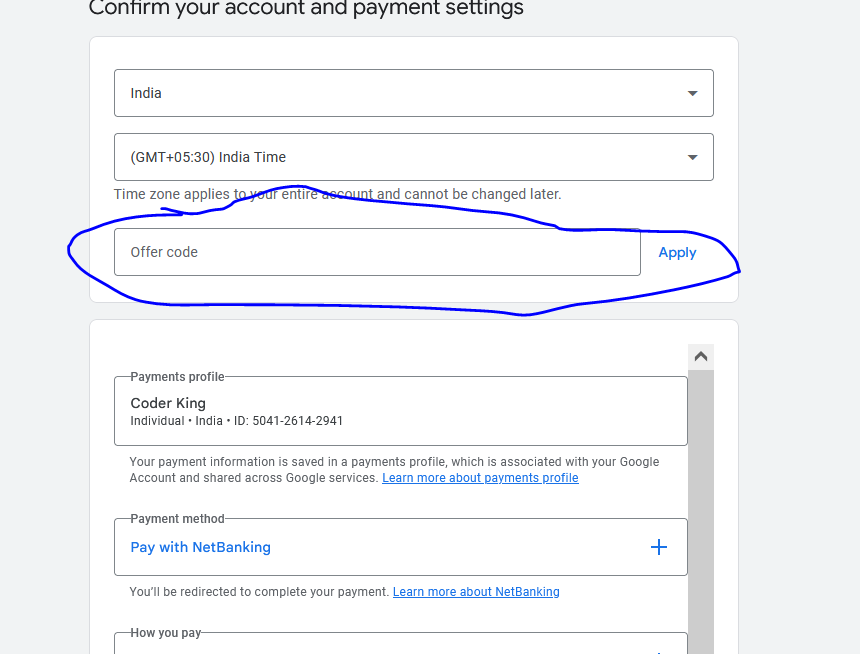 Confirm your account and payment settings
India
(GMT+05:30) India Time
Time zone applies to your entire account and cannot be changed later.
Offer code
Apply
Payments profile
Coder King
Individual • India • ID: 5041-2614-2941
Your payment information is saved in a payments profile, which is associated with your Google
Account and shared across Google services. Learn more about payments profile
Payment method
Pay with NetBanking
You’ll be redirected to complete your payment. Learn more about NetBanking
How you pay